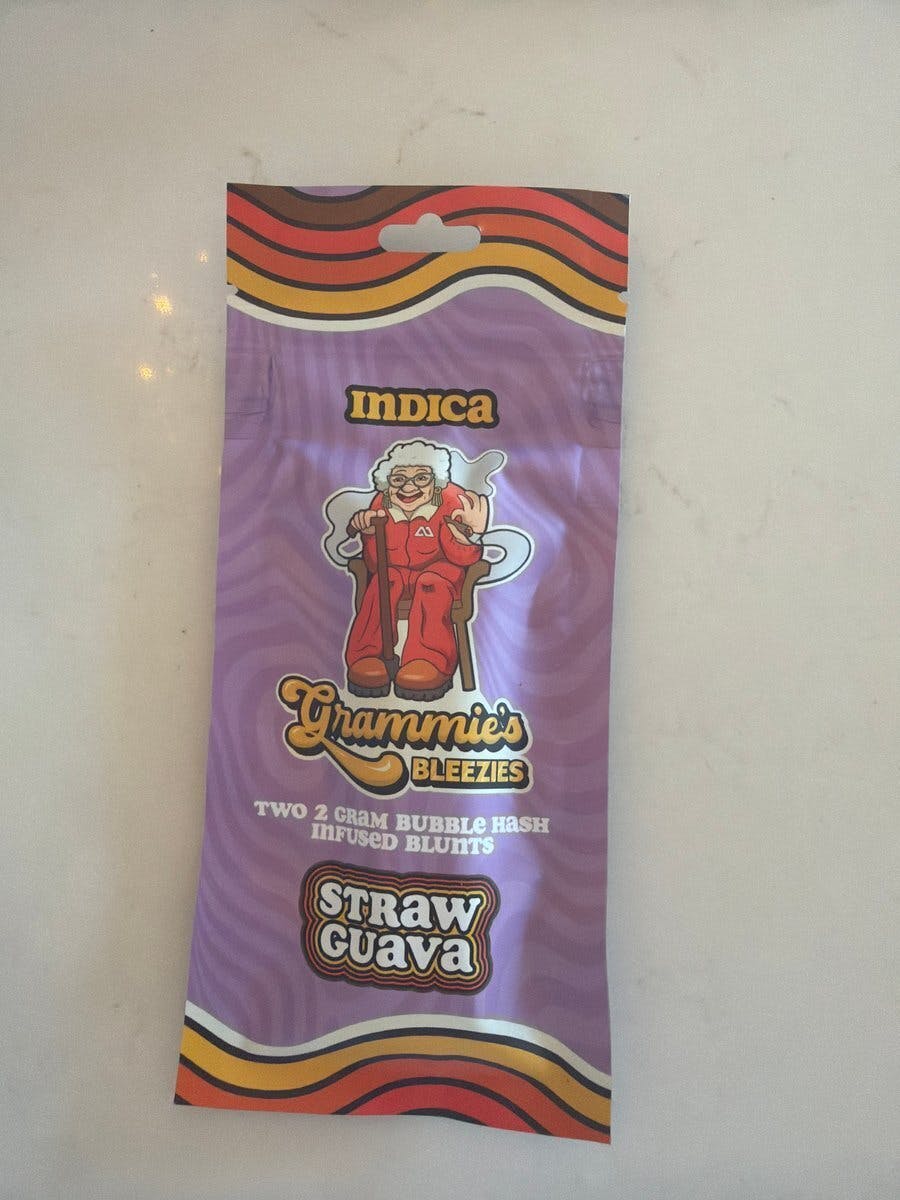 INDICA
Grammie's
BLEEZIES
TWO 2 GRAM BUBBLE HASH
INFUSED BLUNTS
STRAW
GUAVA